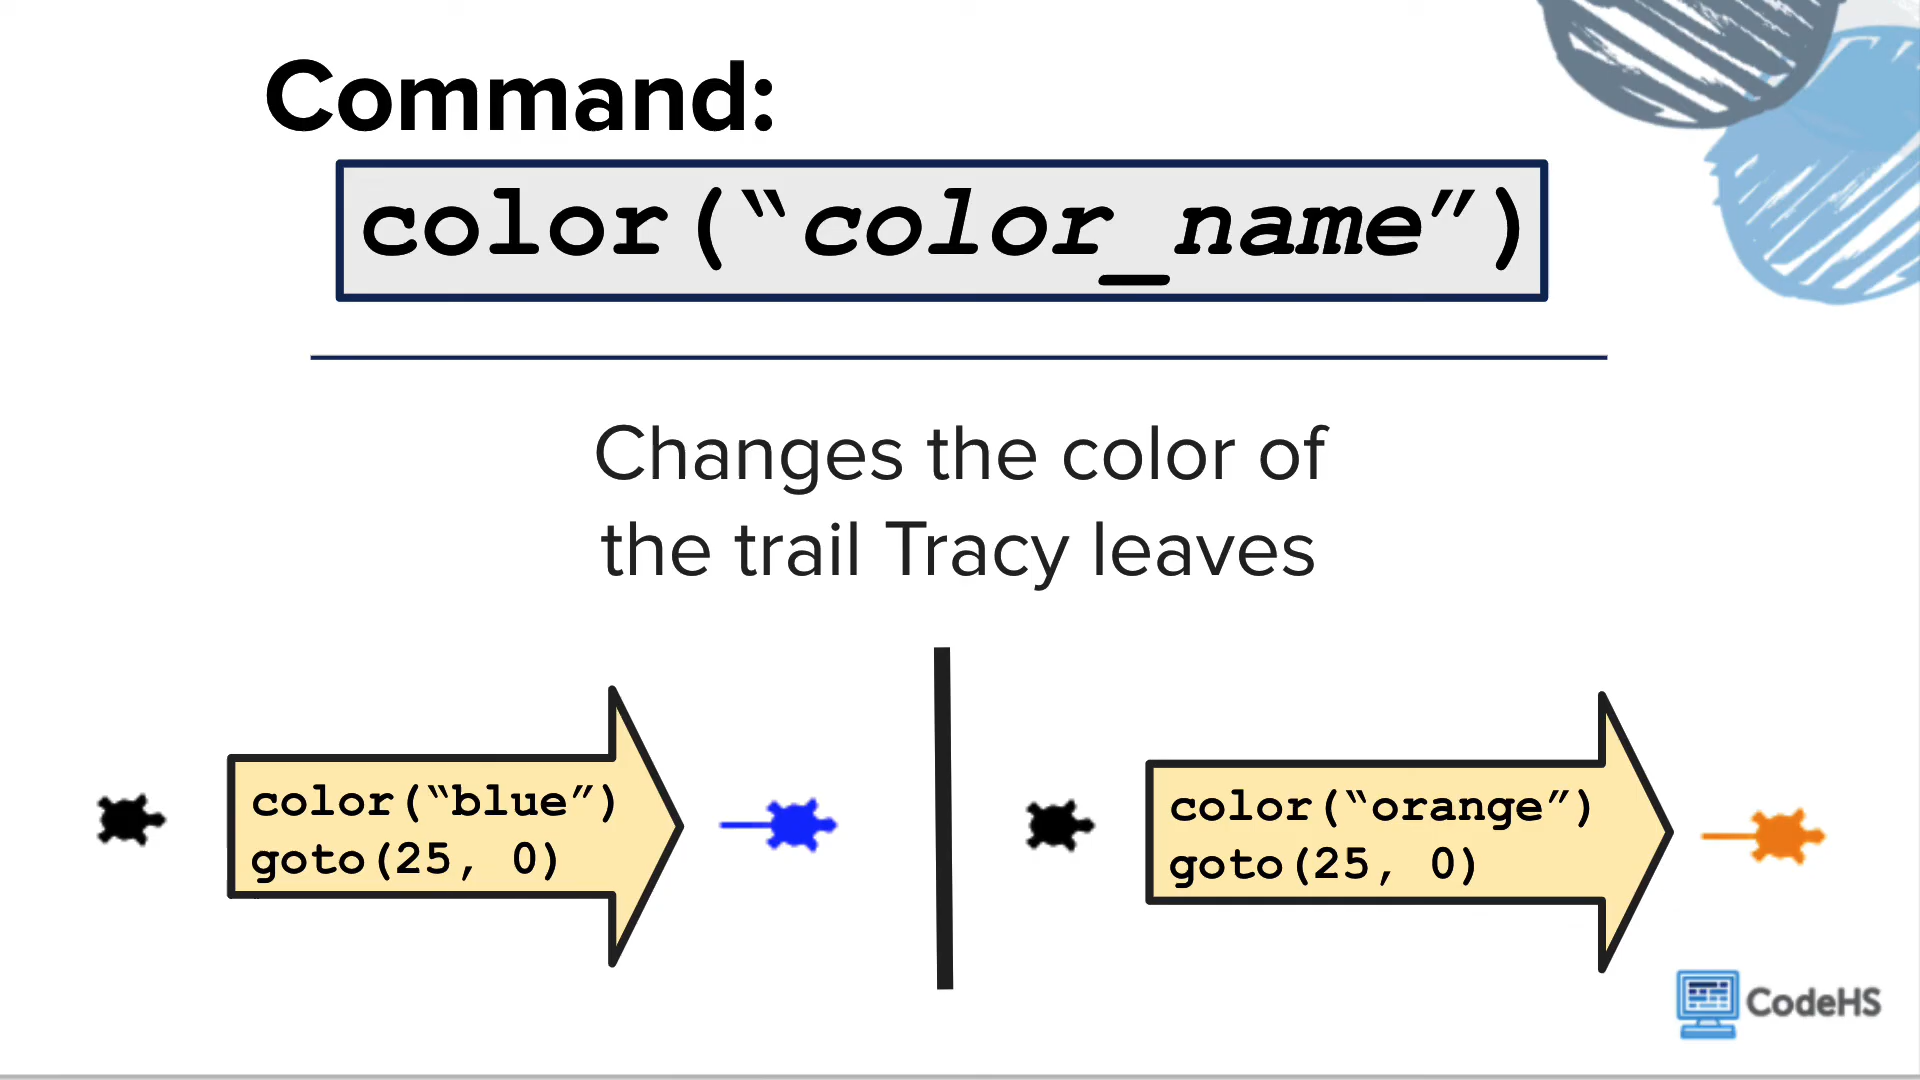 Command:
color(“color_name”)
Changes the color of
the trail Tracy leaves
color(“blue”)
goto(25, 0)
color(“orange”)
goto(25, 0)
CodeHS